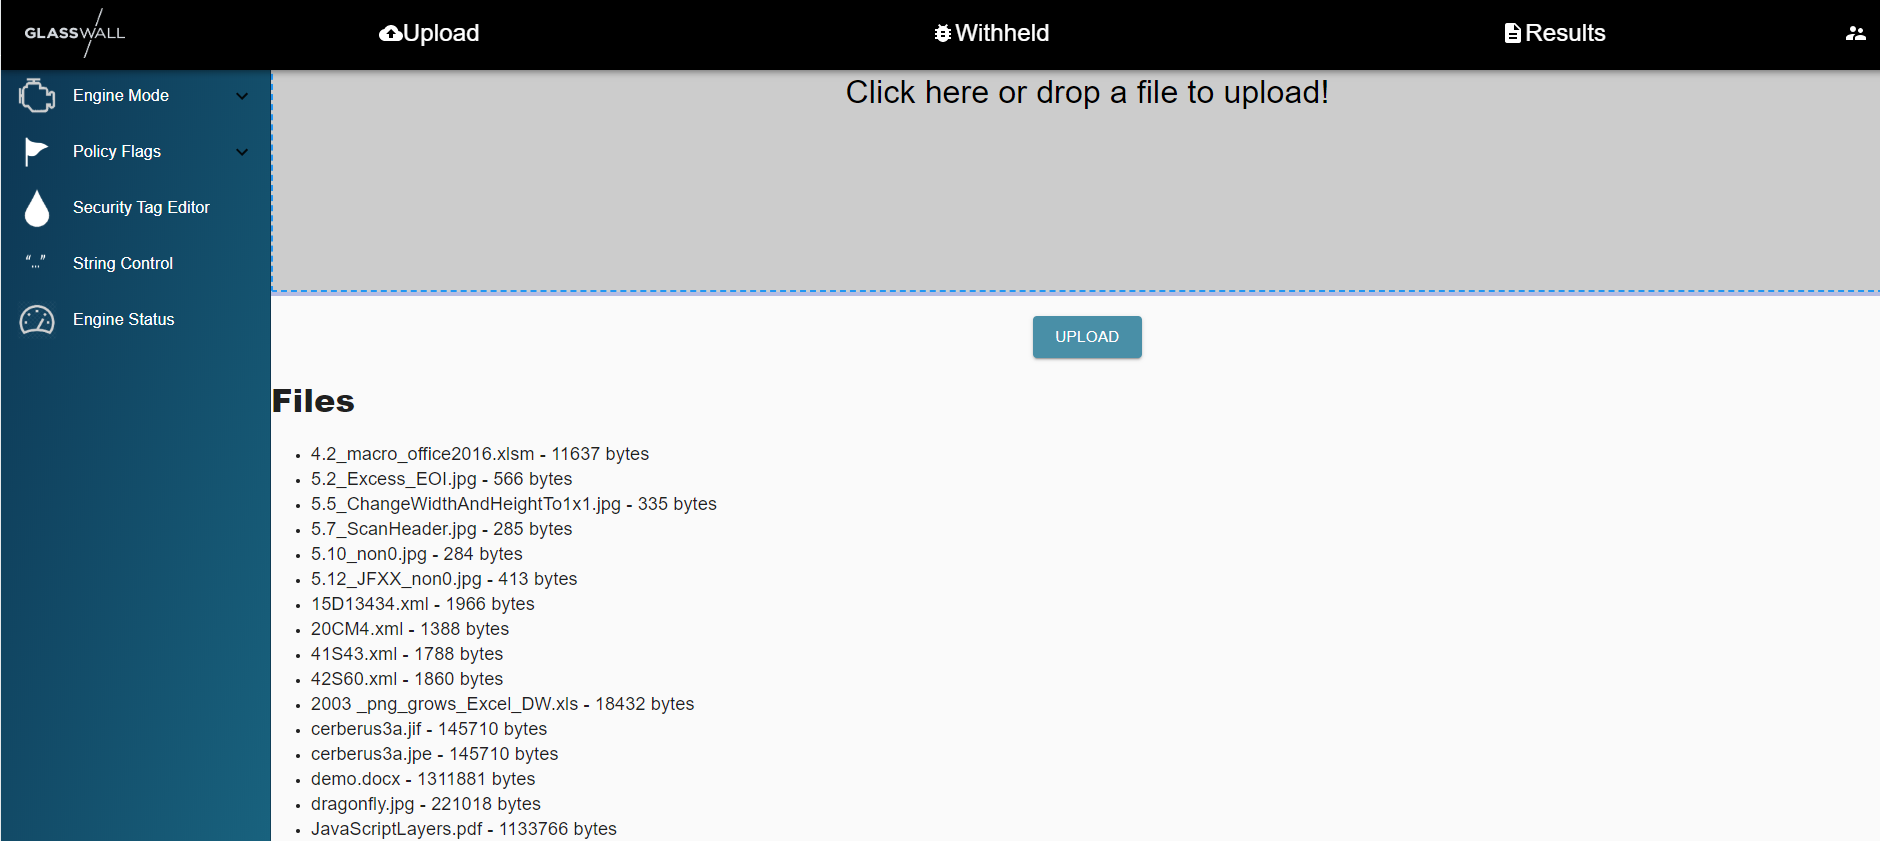 GLASSWALL
Upload
Withheld
Results
Engine Mode
Policy Flags
Security Tag Editor
String Control
Engine Status
Click here or drop a file to upload!
UPLOAD
Files
4.2_macro_office2016.xlsm - 11637 bytes
5.2_Excess_EOI.jpg - 566 bytes
5.5_ChangeWidthAndHeightTo1x1.jpg - 335 bytes
5.7_ScanHeader.jpg - 285 bytes
5.10_non0.jpg - 284 bytes
5.12_JFXX_non0.jpg - 413 bytes
15D13434.xml - 1966 bytes
20CM4.xml - 1388 bytes
41S43.xml - 1788 bytes
42S60.xml - 1860 bytes
2003 _png_grows_Excel_DW.xls - 18432 bytes
cerberus3a.jif - 145710 bytes
cerberus3a.jpe - 145710 bytes
demo.docx - 1311881 bytes
dragonfly.jpg - 221018 bytes
JavaScriptLayers.pdf - 1133766 bytes